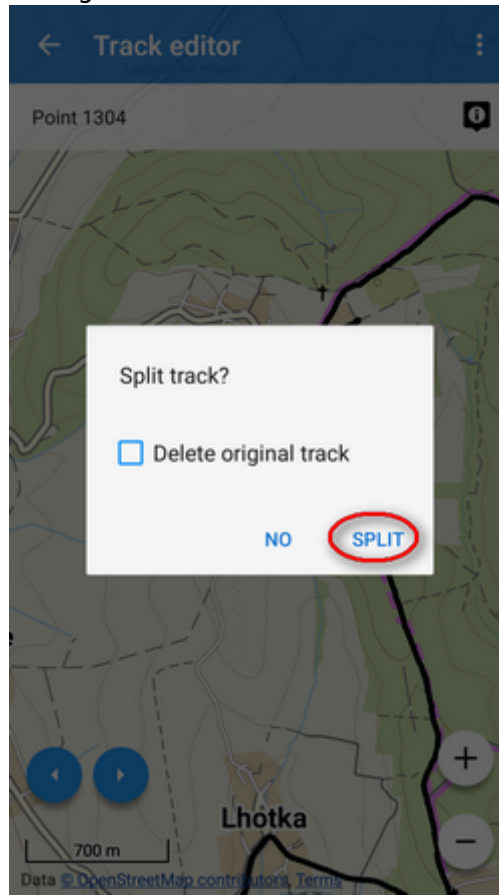 Track editor
Point 1304
Split track?
Delete original track
NO SPLIT
Lhotka
700 m
Data © OpenStreetMap contributors, Terms